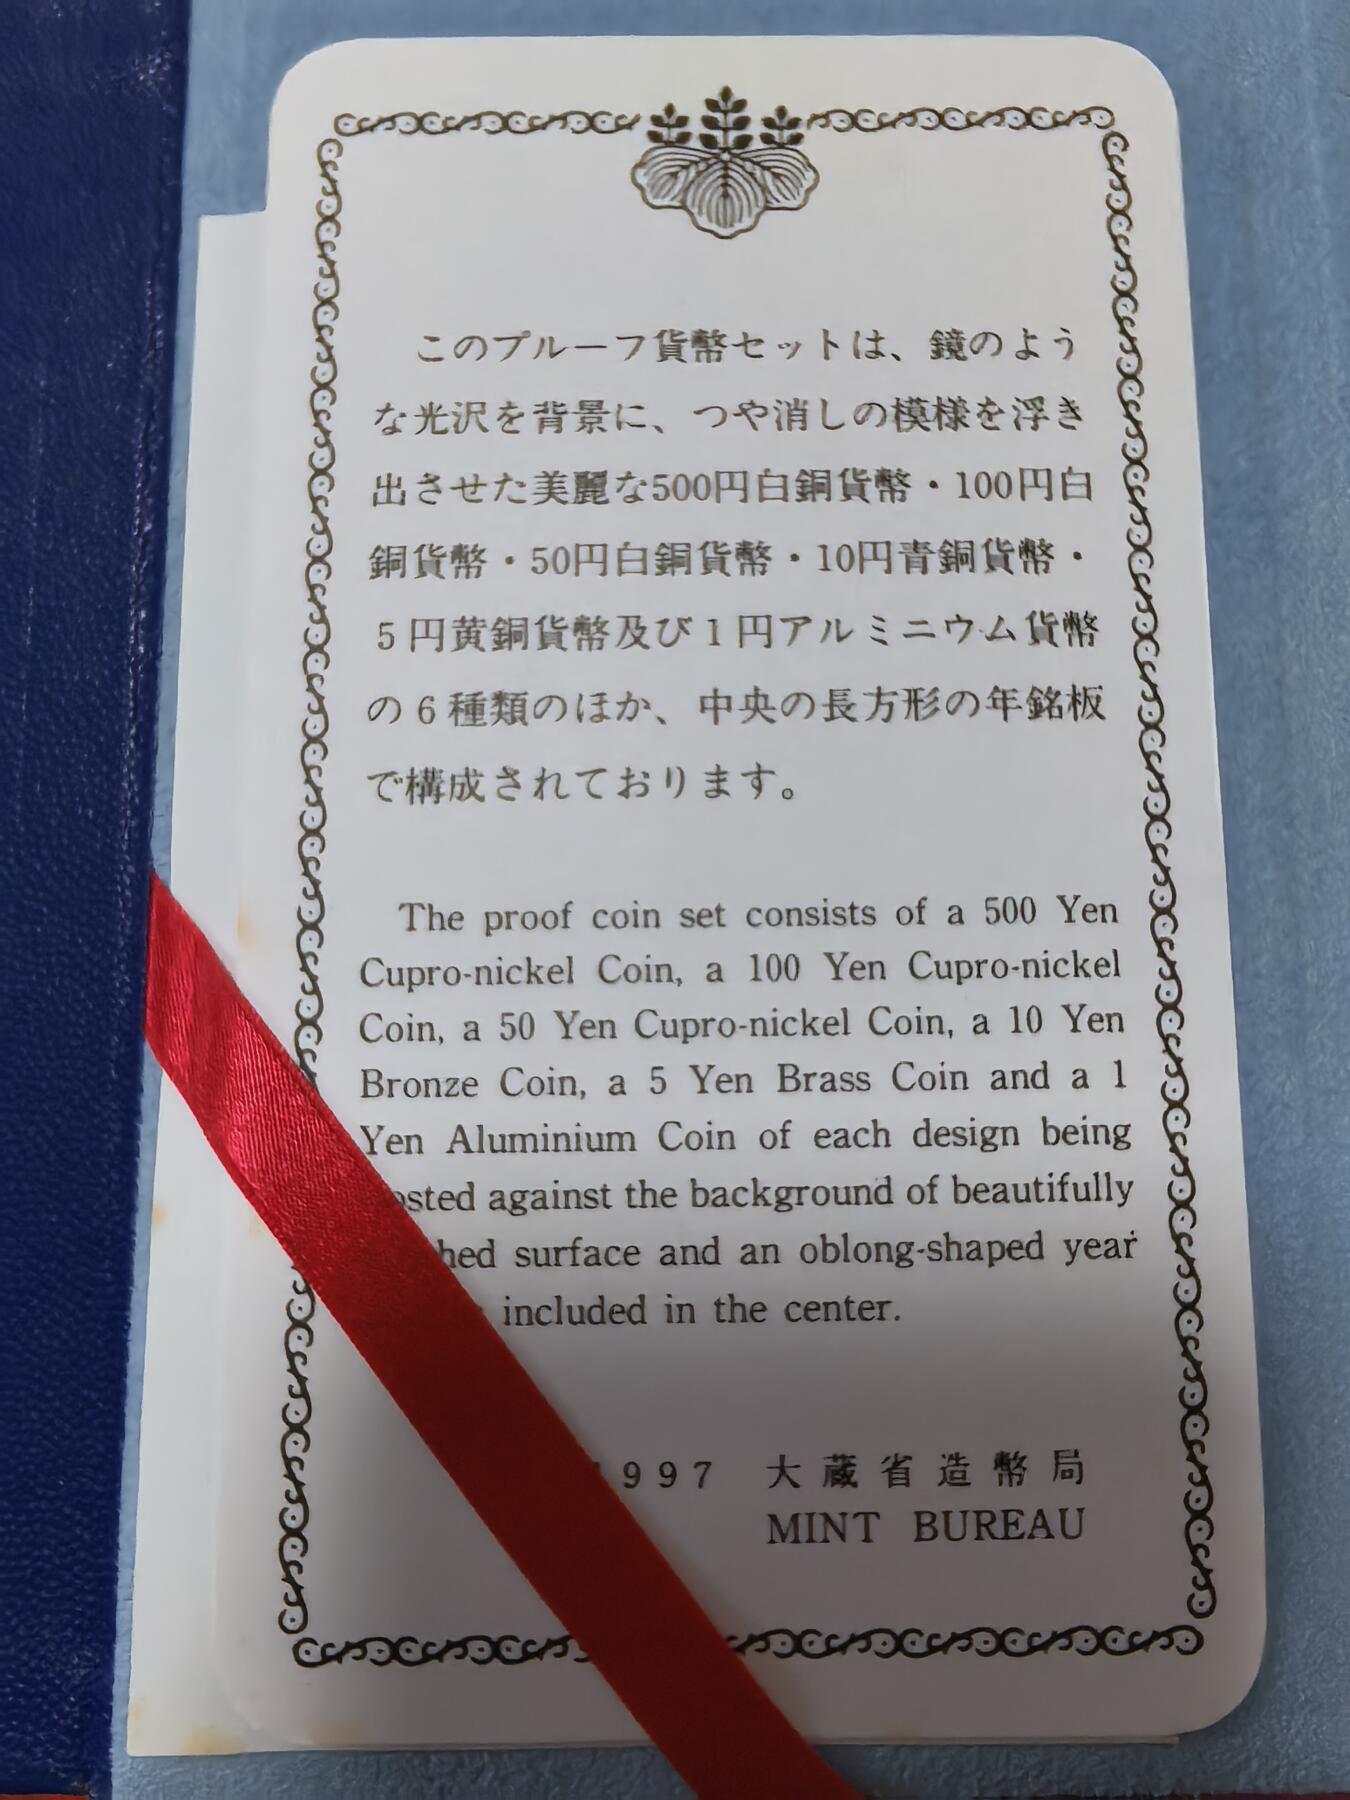 このプルーフ貨幣セットは、鏡のよう
な光沢を背景に、つや消しの模様を浮き
出させた美麗な500円白銅貨幣・100円白
銅貨幣・50円白銅貨幣・10円青銅貨幣・
5円黄銅貨幣及び1円アルミニウム貨幣
の6種類のほか、中央の長方形の年銘板
で構成されております。
The proof coin set consists of a 500 Yen
Cupro-nickel Coin, a 100 Yen Cupro-nickel
Coin, a 50 Yen Cupro-nickel Coin, a 10 Yen
Bronze Coin, a 5 Yen Brass Coin and a 1
Yen Aluminium Coin of each design being
against the background of beautifully
surface and an oblong-shaped year
included in the center.
1997 大蔵省造幣局
MINT BUREAU